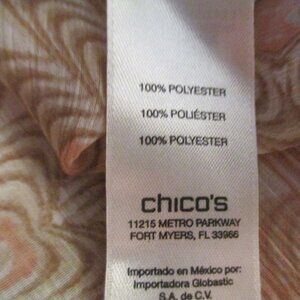 100% POLYESTER
100% POLIÉSTER
100% POLYESTER
chico's
11215 METRO PARKWAY
FORT MYERS, FL 33966
Importado en México por:
Importadora Globastic
S.A. de C.V.